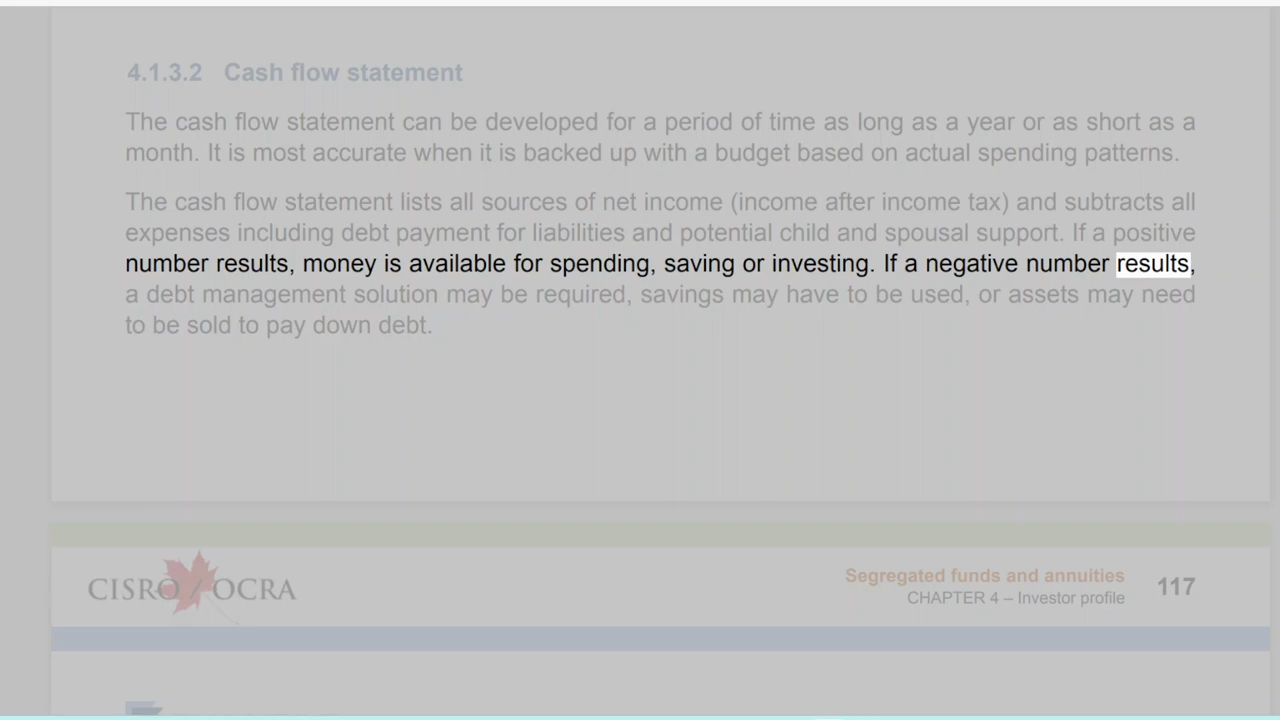 4.1.3.2 Cash flow statement
The cash flow statement can be developed for a period of time as long as a year or as short as a
month. It is most accurate when it is backed up with a budget based on actual spending patterns.
The cash flow statement lists all sources of net income (income after income tax) and subtracts all
expenses including debt payment for liabilities and potential child and spousal support. If a positive
number results, money is available for spending, saving or investing. If a negative number results,
a debt management solution may be required, savings may have to be used, or assets may need
to be sold to pay down debt.
CISRO / OCRA
Segregated funds and annuities
CHAPTER 4 – Investor profile
117